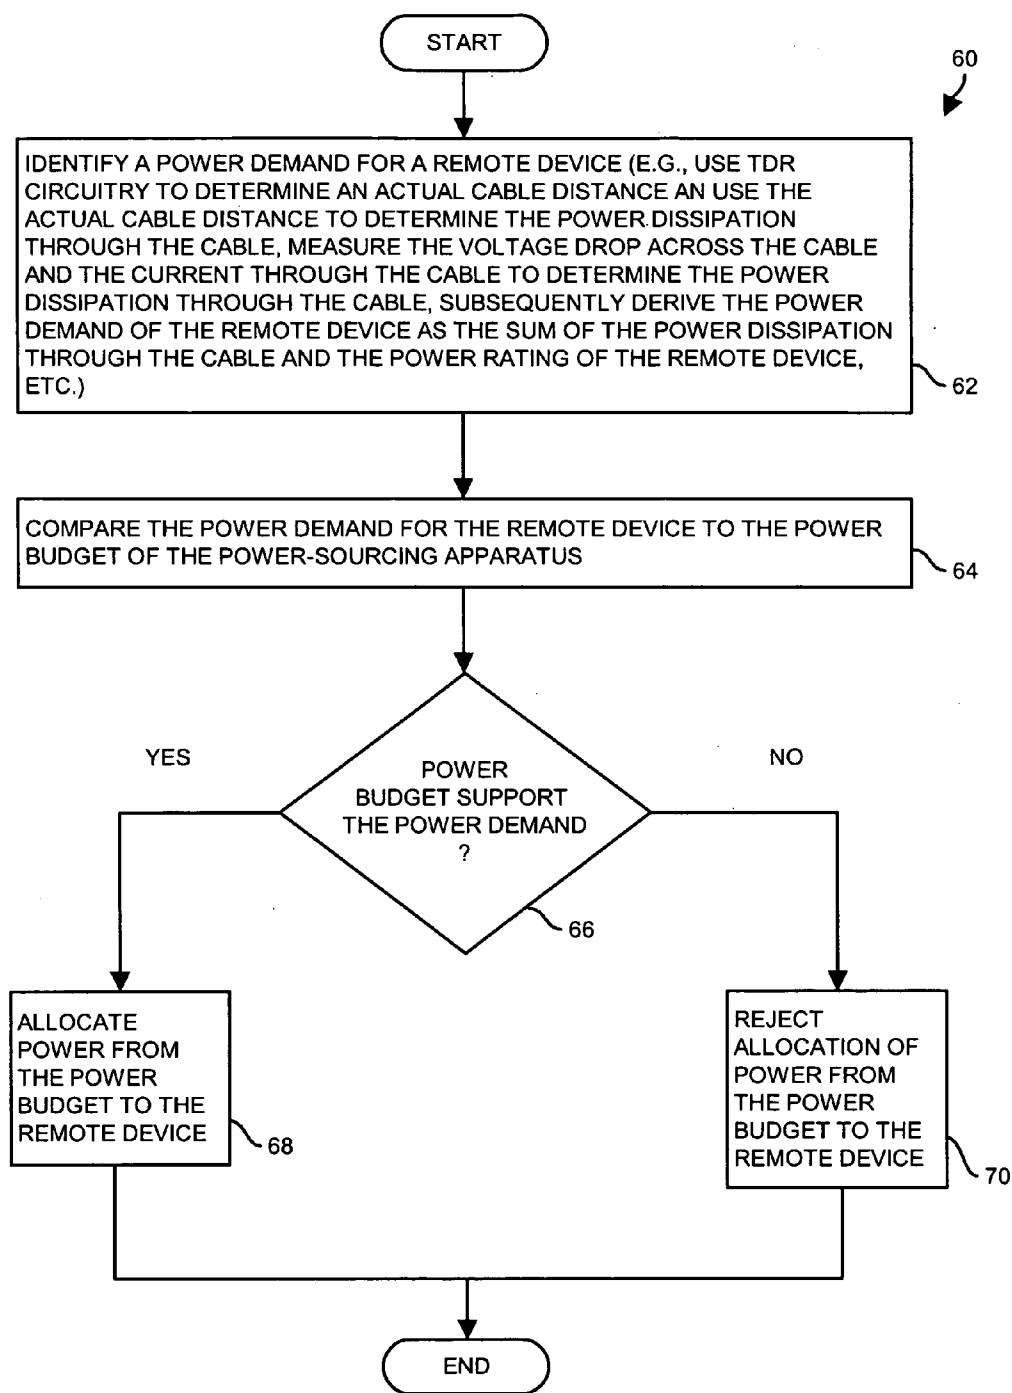 START
60
IDENTIFY A POWER DEMAND FOR A REMOTE DEVICE (E.G., USE TDR
CIRCUITRY TO DETERMINE AN ACTUAL CABLE DISTANCE AN USE THE
ACTUAL CABLE DISTANCE TO DETERMINE THE POWER DISSIPATION
THROUGH THE CABLE, MEASURE THE VOLTAGE DROP ACROSS THE CABLE
AND THE CURRENT THROUGH THE CABLE TO DETERMINE THE POWER
DISSIPATION THROUGH THE CABLE, SUBSEQUENTLY DERIVE THE POWER
DEMAND OF THE REMOTE DEVICE AS THE SUM OF THE POWER DISSIPATION
THROUGH THE CABLE AND THE POWER RATING OF THE REMOTE DEVICE,
ETC.)
62
COMPARE THE POWER DEMAND FOR THE REMOTE DEVICE TO THE POWER
BUDGET OF THE POWER-SOURCING APPARATUS
64
YES
NO
POWER
BUDGET SUPPORT
THE POWER DEMAND
?
66
ALLOCATE
POWER FROM
THE POWER
BUDGET TO THE
REMOTE DEVICE
68
REJECT
ALLOCATION OF
POWER FROM
THE POWER
BUDGET TO THE
REMOTE DEVICE
70
END